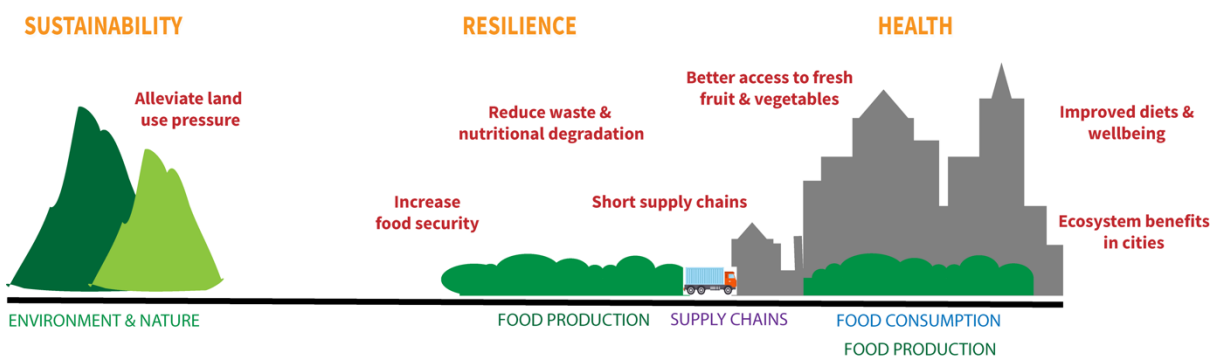 SUSTAINABILITY
RESILIENCE
HEALTH
Alleviate land
use pressure
Reduce waste &
nutritional degradation
Better access to fresh
fruit & vegetables
Improved diets &
wellbeing
Increase
food security
Short supply chains
Ecosystem benefits
in cities
ENVIRONMENT & NATURE
FOOD PRODUCTION
SUPPLY CHAINS
FOOD CONSUMPTION
FOOD PRODUCTION